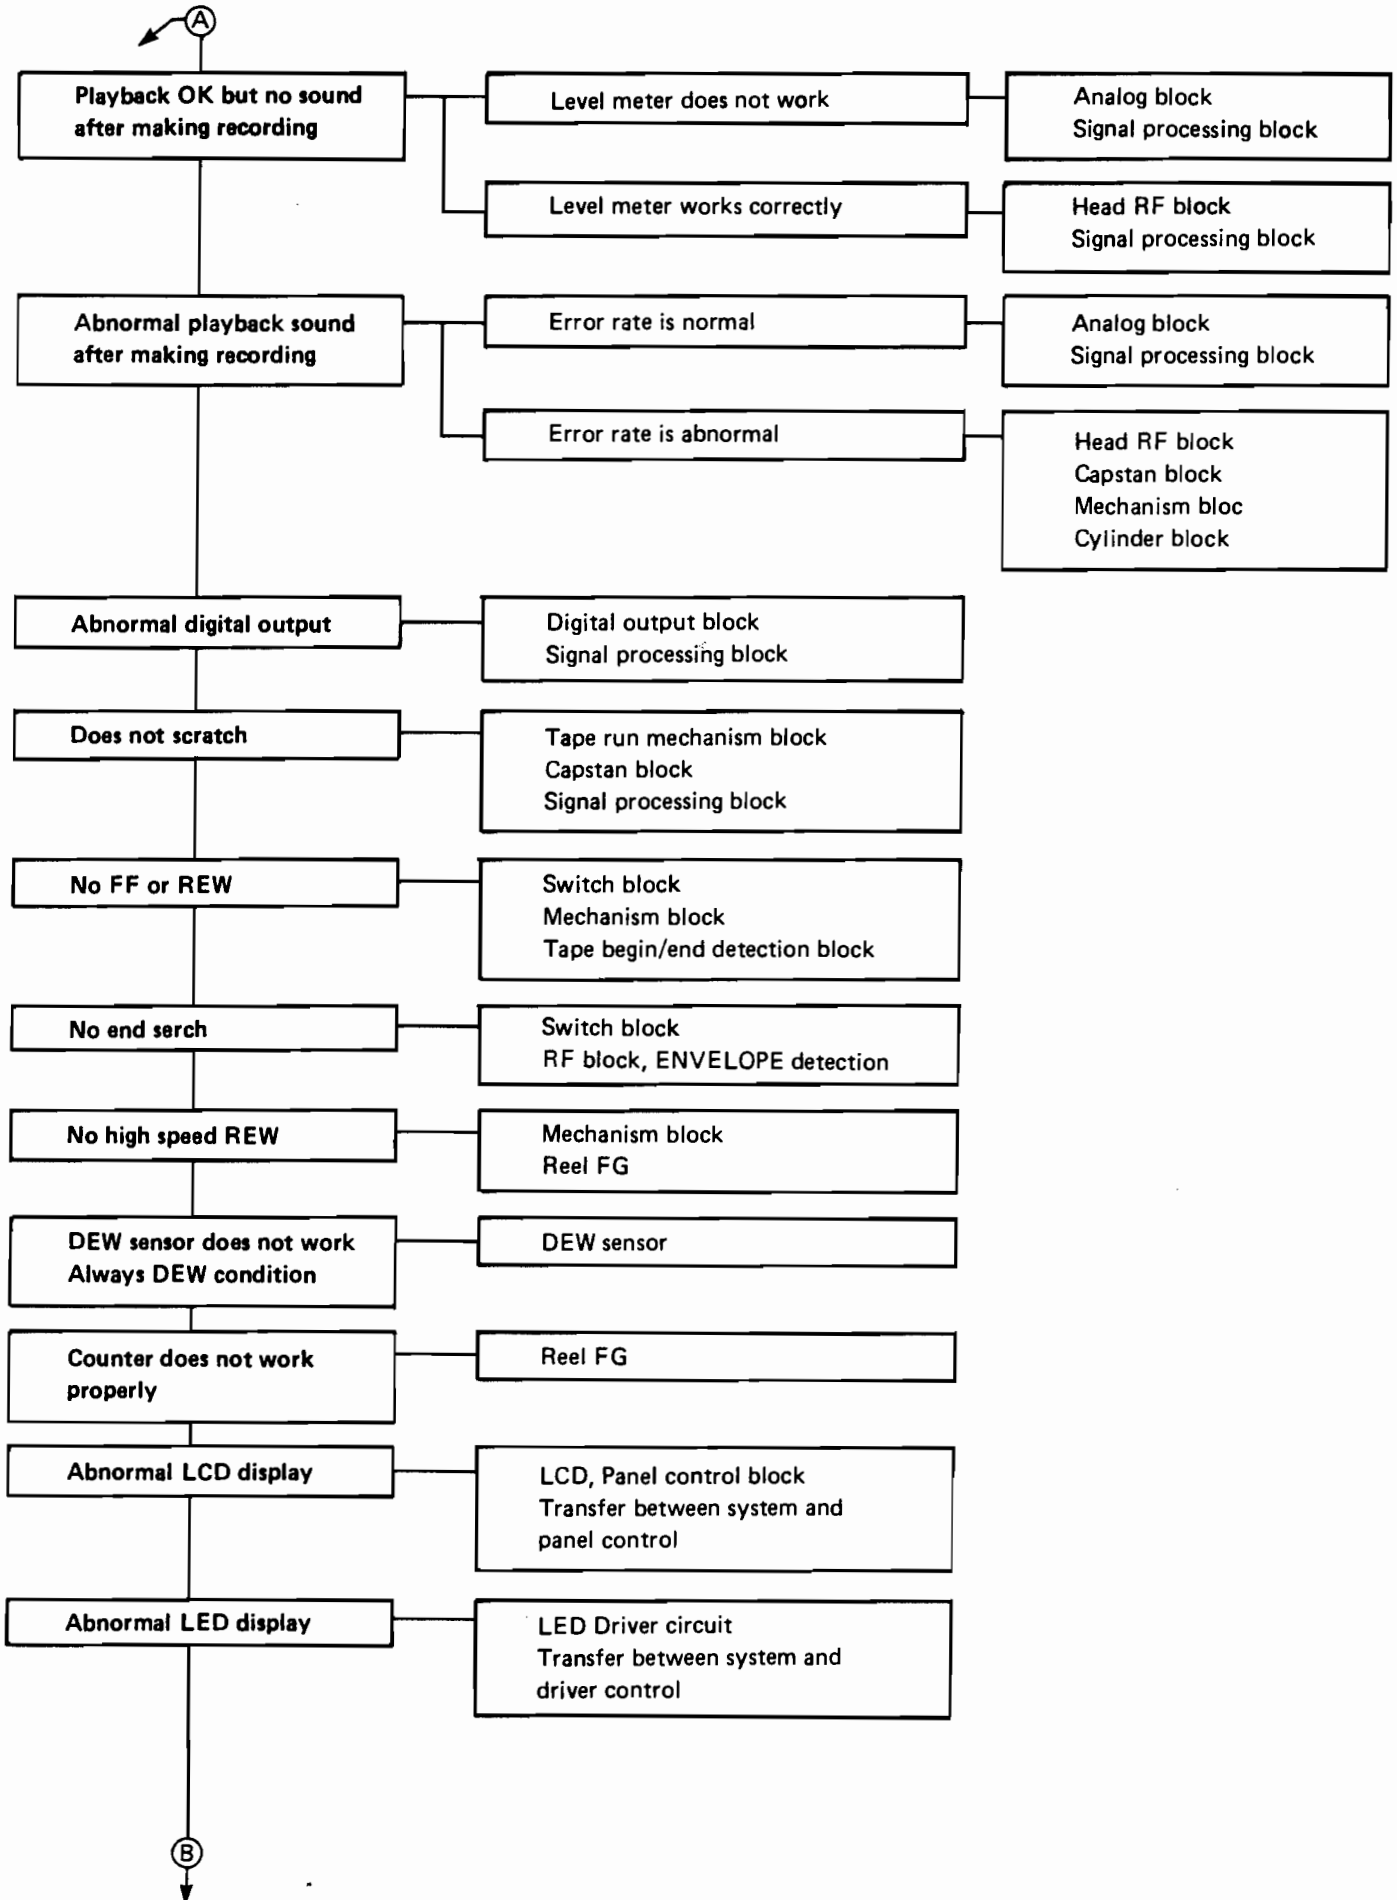 A
Playback OK but no sound
after making recording
Level meter does not work
Analog block
Signal processing block
Level meter works correctly
Head RF block
Signal processing block
Abnormal playback sound
after making recording
Error rate is normal
Analog block
Signal processing block
Error rate is abnormal
Head RF block
Capstan block
Mechanism bloc
Cylinder block
Abnormal digital output
Digital output block
Signal processing block
Does not scratch
Tape run mechanism block
Capstan block
Signal processing block
No FF or REW
Switch block
Mechanism block
Tape begin/end detection block
No end serch
Switch block
RF block, ENVELOPE detection
No high speed REW
Mechanism block
Reel FG
DEW sensor does not work
Always DEW condition
DEW sensor
Counter does not work
properly
Reel FG
Abnormal LCD display
LCD, Panel control block
Transfer between system and
panel control
Abnormal LED display
LED Driver circuit
Transfer between system and
driver control
B